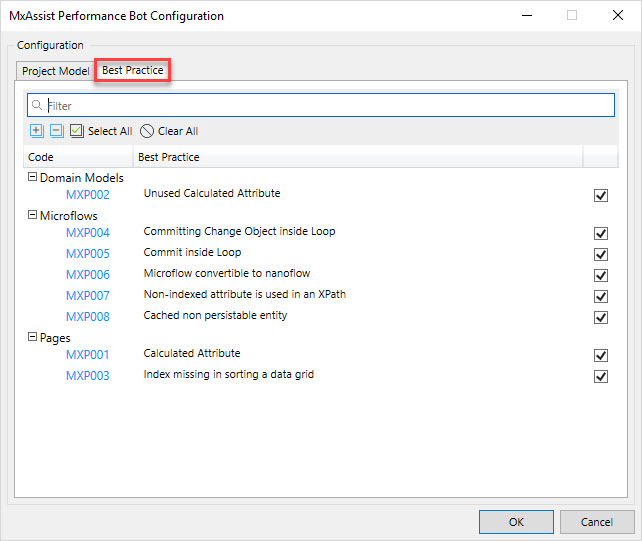 MxAssist Performance Bot Configuration
Configuration
Project Model Best Practice
Filter
Select All Clear All
Code Best Practice
Domain Models
MXP002 Unused Calculated Attribute
Microflows
MXP004 Committing Change Object inside Loop
MXP005 Commit inside Loop
MXP006 Microflow convertible to nanoflow
MXP007 Non-indexed attribute is used in an XPath
MXP008 Cached non persistable entity
Pages
MXP001 Calculated Attribute
MXP003 Index missing in sorting a data grid
OK Cancel